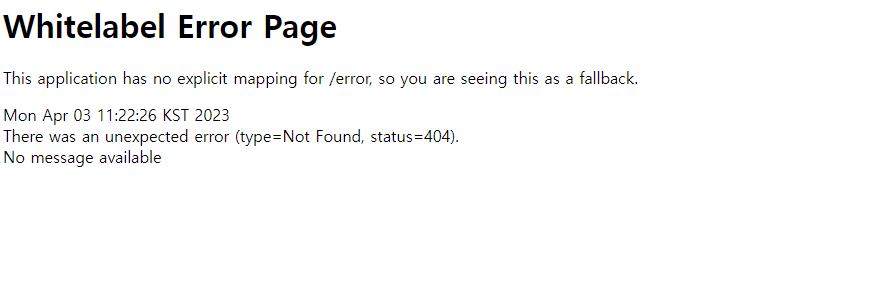 Whitelabel Error Page
This application has no explicit mapping for /error, so you are seeing this as a fallback.
Mon Apr 03 11:22:26 KST 2023
There was an unexpected error (type=Not Found, status=404).
No message available